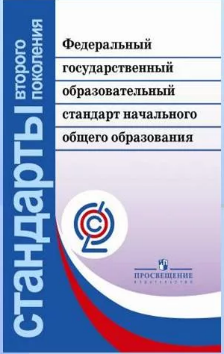 стандарты
второго
поколения
Федеральный
государственный
образовательный
стандарт начального
общего образования
ПРОСВЕЩЕНИЕ
ИЗДАТЕЛЬСТВО